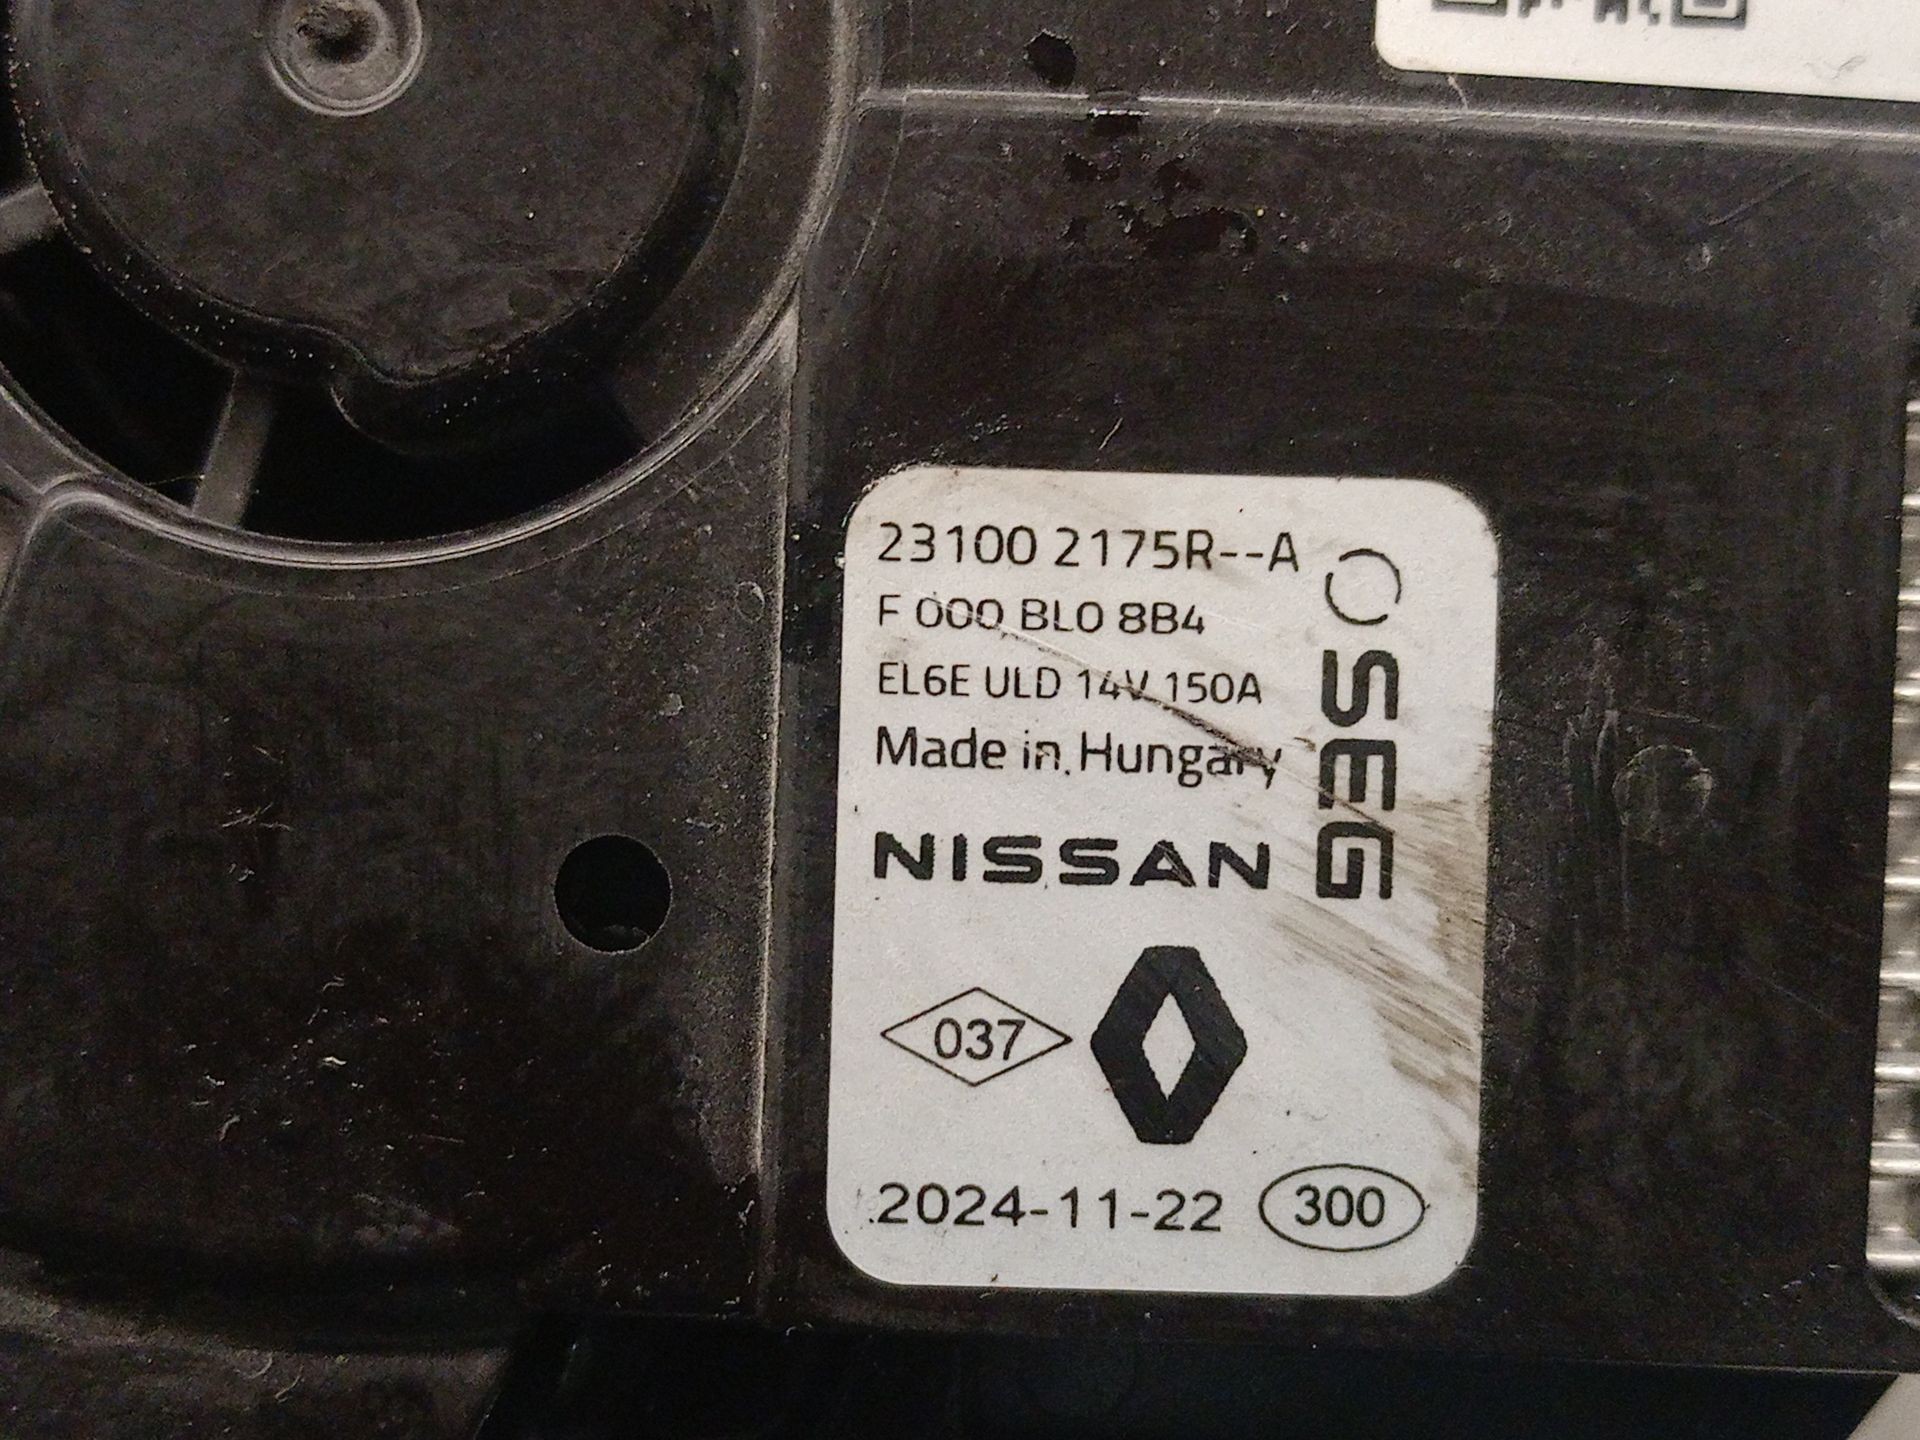 23100 2175R--A
F 000 BL0 8B4
EL6E ULD 14V 150A
Made in Hungary
SEG
NISSAN
037
2024-11-22 300